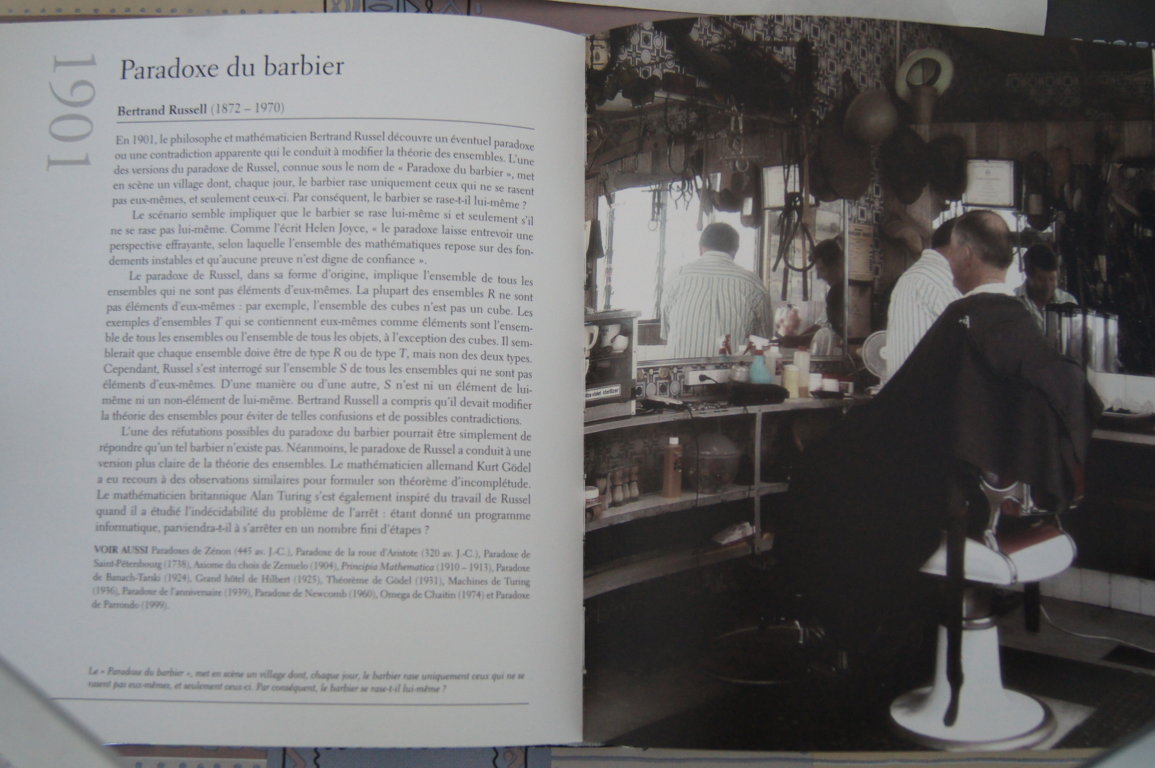 1901
Paradoxe du barbier
Bertrand Russell (1872 – 1970)
En 1901, le philosophe et mathématicien Bertrand Russel découvre un éventuel paradoxe
ou une contradiction apparente qui le conduit à modifier la théorie des ensembles. L'une
des versions du paradoxe de Russel, connue sous le nom de « Paradoxe du barbier », met
en scène un village dont, chaque jour, le barbier rase uniquement ceux qui ne se rasent
pas eux-mêmes, et seulement ceux-ci. Par conséquent, le barbier se rase-t-il lui-même ?
Le scénario semble impliquer que le barbier se rase lui-même si et seulement s'il
ne se rase pas lui-même. Comme l'écrit Helen Joyce, « le paradoxe laisse entrevoir une
perspective effrayante, selon laquelle l'ensemble des mathématiques repose sur des fon-
dements instables et qu'aucune preuve n'est digne de confiance ».
Le paradoxe de Russel, dans sa forme d'origine, implique l'ensemble de tous les
ensembles qui ne sont pas éléments d'eux-mêmes. La plupart des ensembles R ne sont
pas éléments d'eux-mêmes : par exemple, l'ensemble des cubes n'est pas un cube. Les
exemples d'ensembles T qui se contiennent eux-mêmes comme éléments sont l'ensem-
ble de tous les ensembles ou l'ensemble de tous les objets, à l'exception des cubes. Il sem-
blerait que chaque ensemble doive être de type R ou de type T, mais non des deux types.
Cependant, Russel s'est interrogé sur l'ensemble S de tous les ensembles qui ne sont pas
éléments d'eux-mêmes. D'une manière ou d'une autre, S n'est ni un élément de lui-
même ni un non-élément de lui-même. Bertrand Russell a compris qu'il devait modifier
la théorie des ensembles pour éviter de telles confusions et de possibles contradictions.
L'une des réfutations possibles du paradoxe du barbier pourrait être simplement de
répondre qu'un tel barbier n'existe pas. Néanmoins, le paradoxe de Russel a conduit à une
version plus claire de la théorie des ensembles. Le mathématicien allemand Kurt Gödel
a eu recours à des observations similaires pour formuler son théorème d'incomplétude.
Le mathématicien britannique Alan Turing s'est également inspiré du travail de Russel
quand il a étudié l'indécidabilité du problème de l'arrêt : étant donné un programme
informatique, parviendra-t-il à s'arrêter en un nombre fini d'étapes ?
VOIR AUSSI Paradoxes de Zénon (445 av. J.-C.), Paradoxe de la roue d'Aristote (320 av. J.-C.), Paradoxe de
Saint-Pétersbourg (1738), Axiome du choix de Zermelo (1904), Principia Mathematica (1910 – 1913), Paradoxe
de Banach-Tarski (1924), Grand hôtel de Hilbert (1925), Théorème de Gödel (1931), Machines de Turing
(1936), Paradoxe de l'anniversaire (1939), Paradoxe de Newcomb (1960), Omega de Chaitin (1974) et Paradoxe
de Parrondo (1999).
Le « Paradoxe du barbier », met en scène un village dont, chaque jour, le barbier rase uniquement ceux qui ne se
rasent pas eux-mêmes, et seulement ceux-ci. Par conséquent, le barbier se rase-t-il lui-même ?